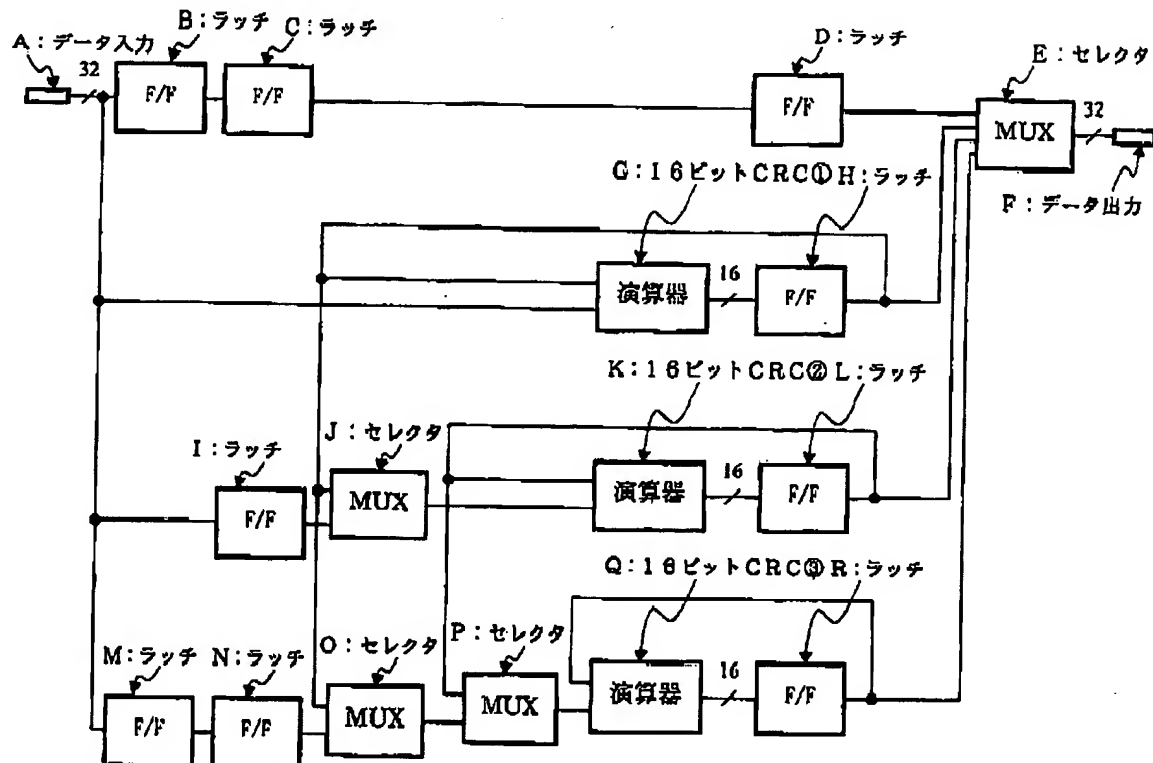 B:ラッチ
C:ラッチ
D:ラッチ
A:データ入力
E:セレクタ
32
F/F
F/F
F/F
MUX
32
G:16ビットCRC①
H:ラッチ
F:データ出力
演算器
16
F/F
K:16ビットCRC②
L:ラッチ
I:ラッチ
J:セレクタ
F/F
MUX
演算器
16
F/F
Q:16ビットCRC③
R:ラッチ
M:ラッチ
N:ラッチ
O:セレクタ
P:セレクタ
F/F
F/F
MUX
MUX
演算器
16
F/F